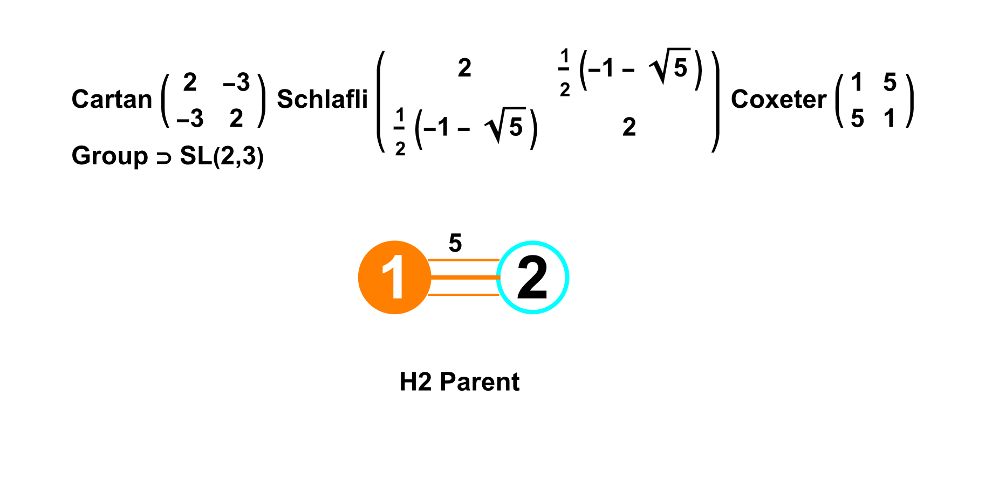 Cartan (2 −3
−3 2) Schlafli (2 1/2 (−1 − √5)
1/2 (−1 − √5) 2) Coxeter (1 5
5 1)
Group ⊃ SL(2,3)
5
1 2
H2 Parent